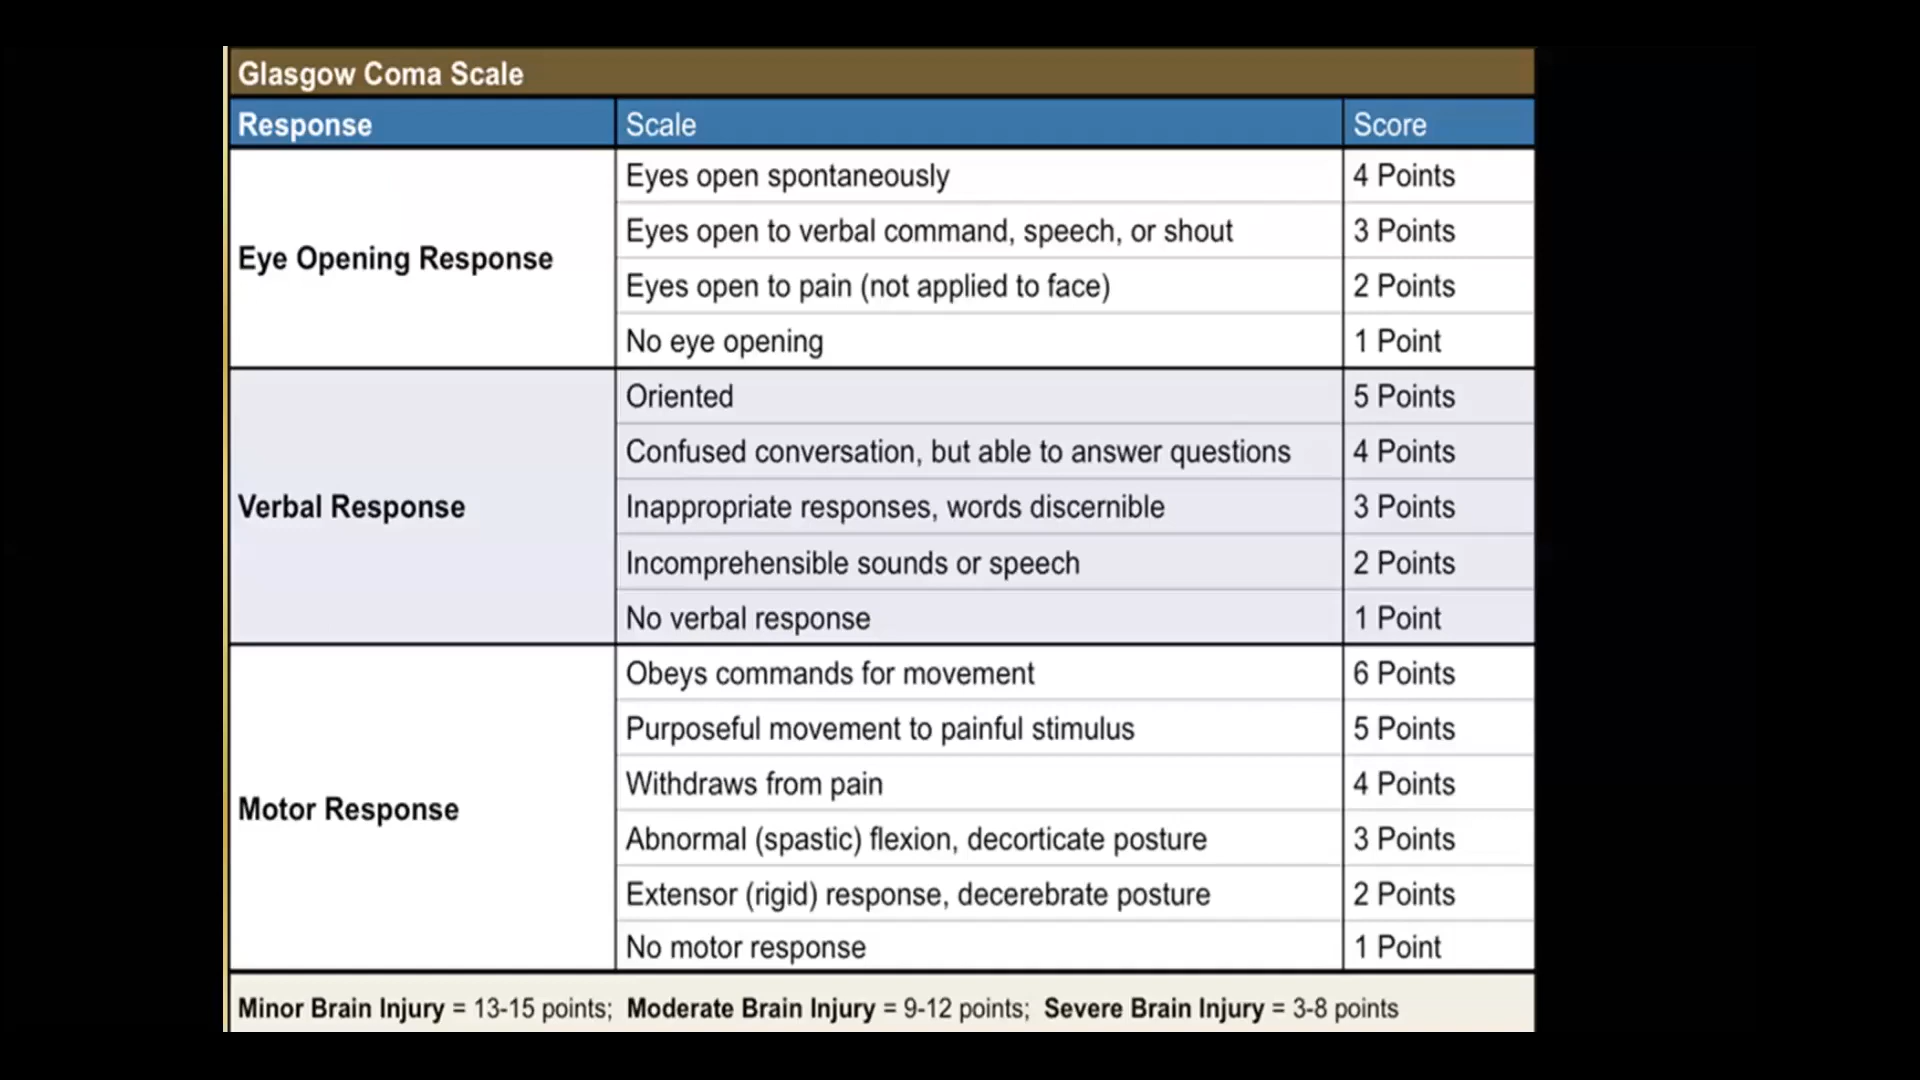 Glasgow Coma Scale
Response Scale Score
Eye Opening Response
Eyes open spontaneously 4 Points
Eyes open to verbal command, speech, or shout 3 Points
Eyes open to pain (not applied to face) 2 Points
No eye opening 1 Point
Verbal Response
Oriented 5 Points
Confused conversation, but able to answer questions 4 Points
Inappropriate responses, words discernible 3 Points
Incomprehensible sounds or speech 2 Points
No verbal response 1 Point
Motor Response
Obeys commands for movement 6 Points
Purposeful movement to painful stimulus 5 Points
Withdraws from pain 4 Points
Abnormal (spastic) flexion, decorticate posture 3 Points
Extensor (rigid) response, decerebrate posture 2 Points
No motor response 1 Point
Minor Brain Injury = 13-15 points; Moderate Brain Injury = 9-12 points; Severe Brain Injury = 3-8 points